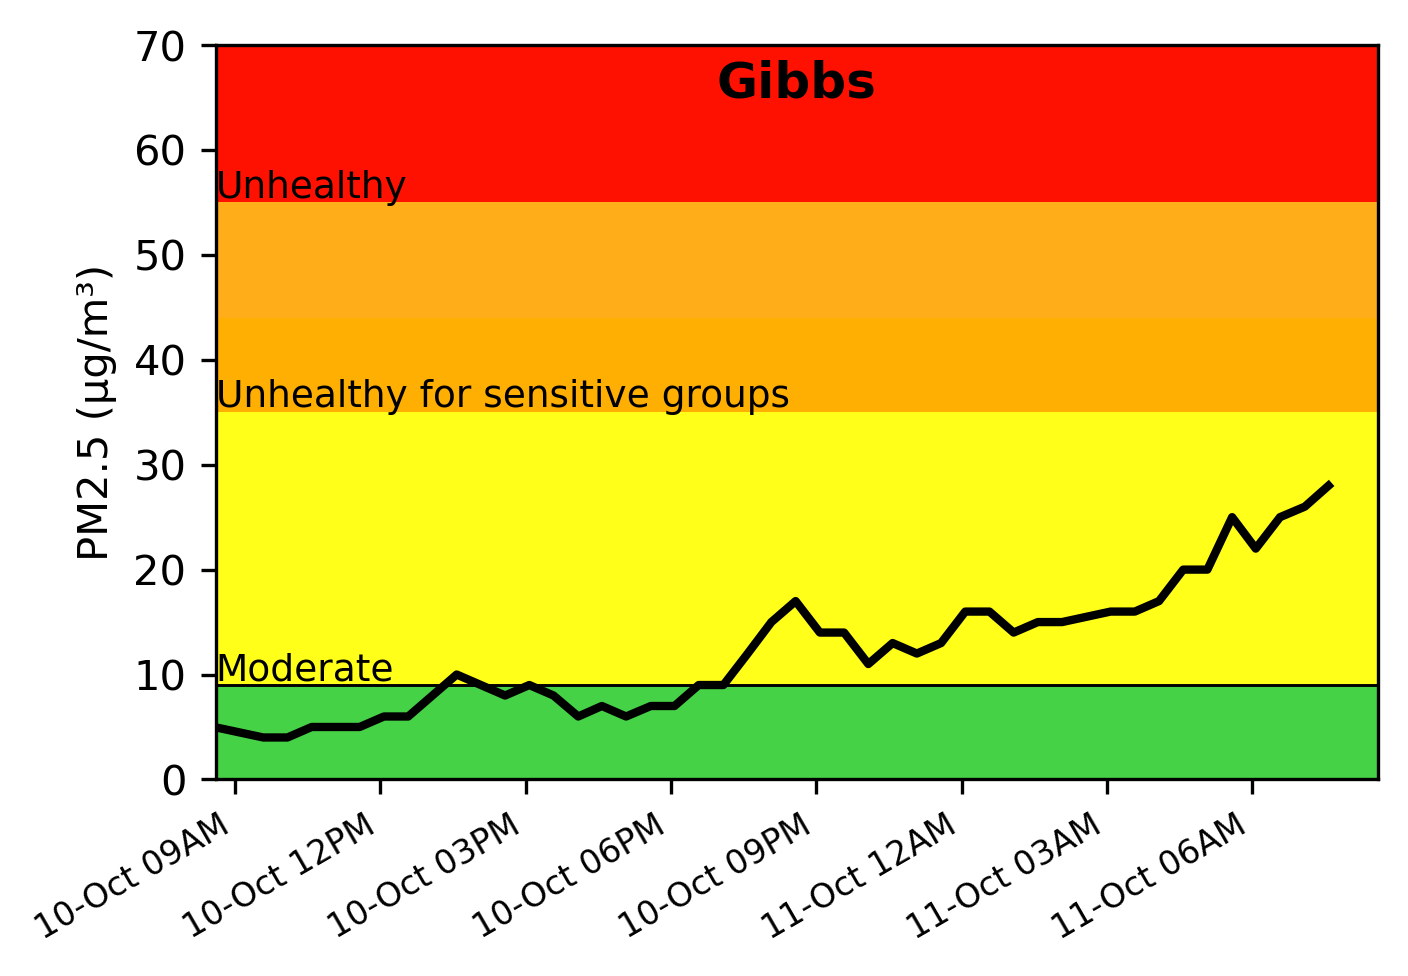 Gibbs
PM2.5 (µg/m³)
70
60
50
40
30
20
10
0
Unhealthy
Unhealthy for sensitive groups
Moderate
10-Oct 09AM
10-Oct 12PM
10-Oct 03PM
10-Oct 06PM
10-Oct 09PM
11-Oct 12AM
11-Oct 03AM
11-Oct 06AM